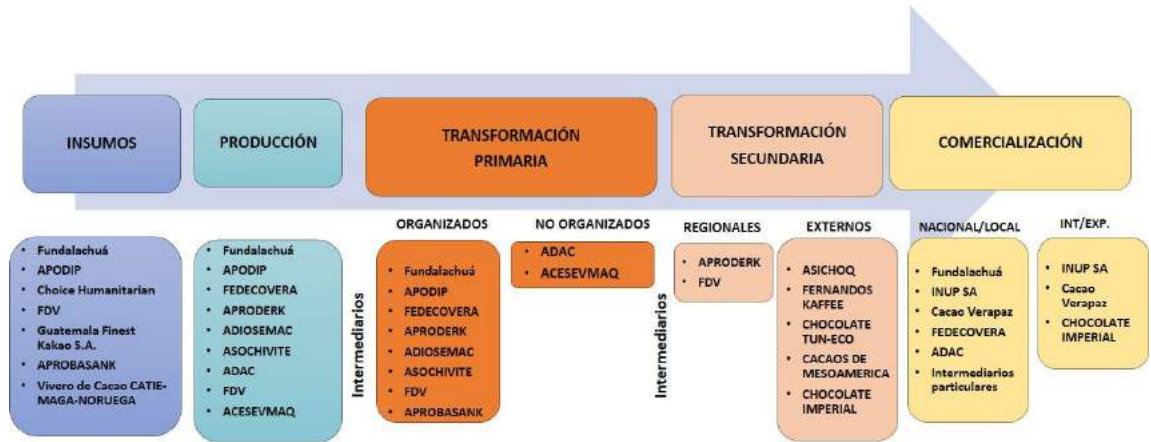 INSUMOS
PRODUCCIÓN
TRANSFORMACIÓN
PRIMARIA
TRANSFORMACIÓN
SECUNDARIA
COMERCIALIZACIÓN
• Fundalachuá
• APODIP
• Choice Humanitarian
• FDV
• Guatemala Finest
Kakao S.A.
• APROBASANK
• Vivero de Cacao CATIE-
MAGA-NORUEGA
• Fundalachuá
• APODIP
• FEDECOVERA
• APRODERK
• ADIOSEMAC
• ASOCHIVITE
• ADAC
• FDV
• ACESEVMAQ
Intermediarios
ORGANIZADOS
• Fundalachuá
• APODIP
• FEDECOVERA
• APRODERK
• ADIOSEMAC
• ASOCHIVITE
• FDV
• APROBASANK
NO ORGANIZADOS
• ADAC
• ACESEVMAQ
Intermediarios
REGIONALES
• APRODERK
• FDV
EXTERNOS
• ASICHOQ
• FERNANDOS
KAFFEE
• CHOCOLATE
TUN-ECO
• CACAOS DE
MESOAMERICA
• CHOCOLATE
IMPERIAL
NACIONAL/LOCAL
• Fundalachuá
• INUP SA
• Cacao Verapaz
• FEDECOVERA
• ADAC
• Intermediarios
particulares
INT/EXP.
• INUP SA
• Cacao
Verapaz
• CHOCOLATE
IMPERIAL